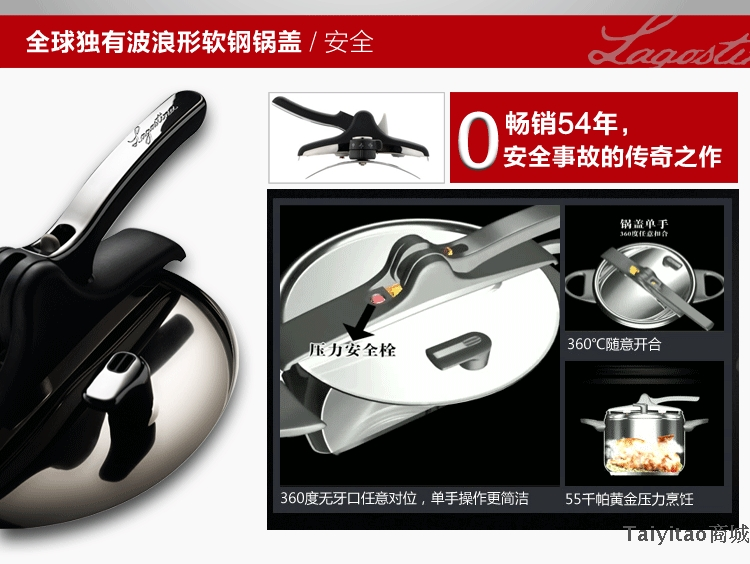 全球独有波浪形软钢锅盖 / 安全
Lagostina
Lagostina
0 畅销54年，
安全事故的传奇之作
压力安全栓
锅盖单手
360度任意扣合
360℃随意开合
360度无牙口任意对位，单手操作更简洁
55千帕黄金压力烹饪
Taiyitao商城